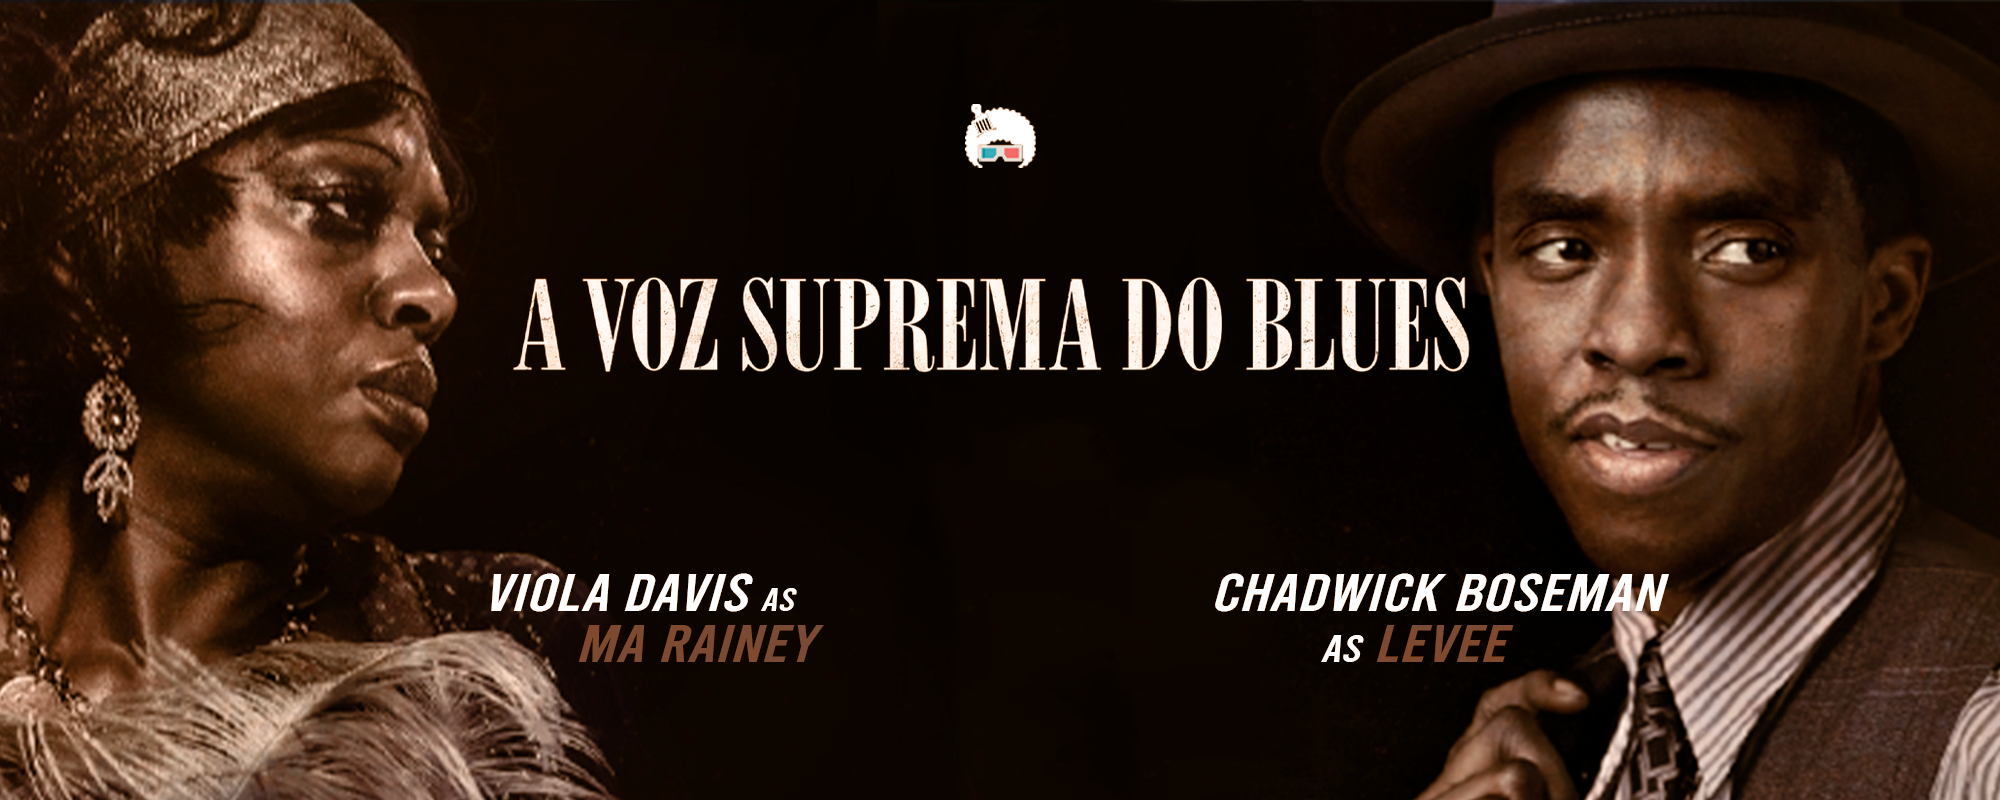 A VOZ SUPREMA DO BLUES
VIOLA DAVIS AS
MA RAINEY
CHADWICK BOSEMAN
AS LEVEE